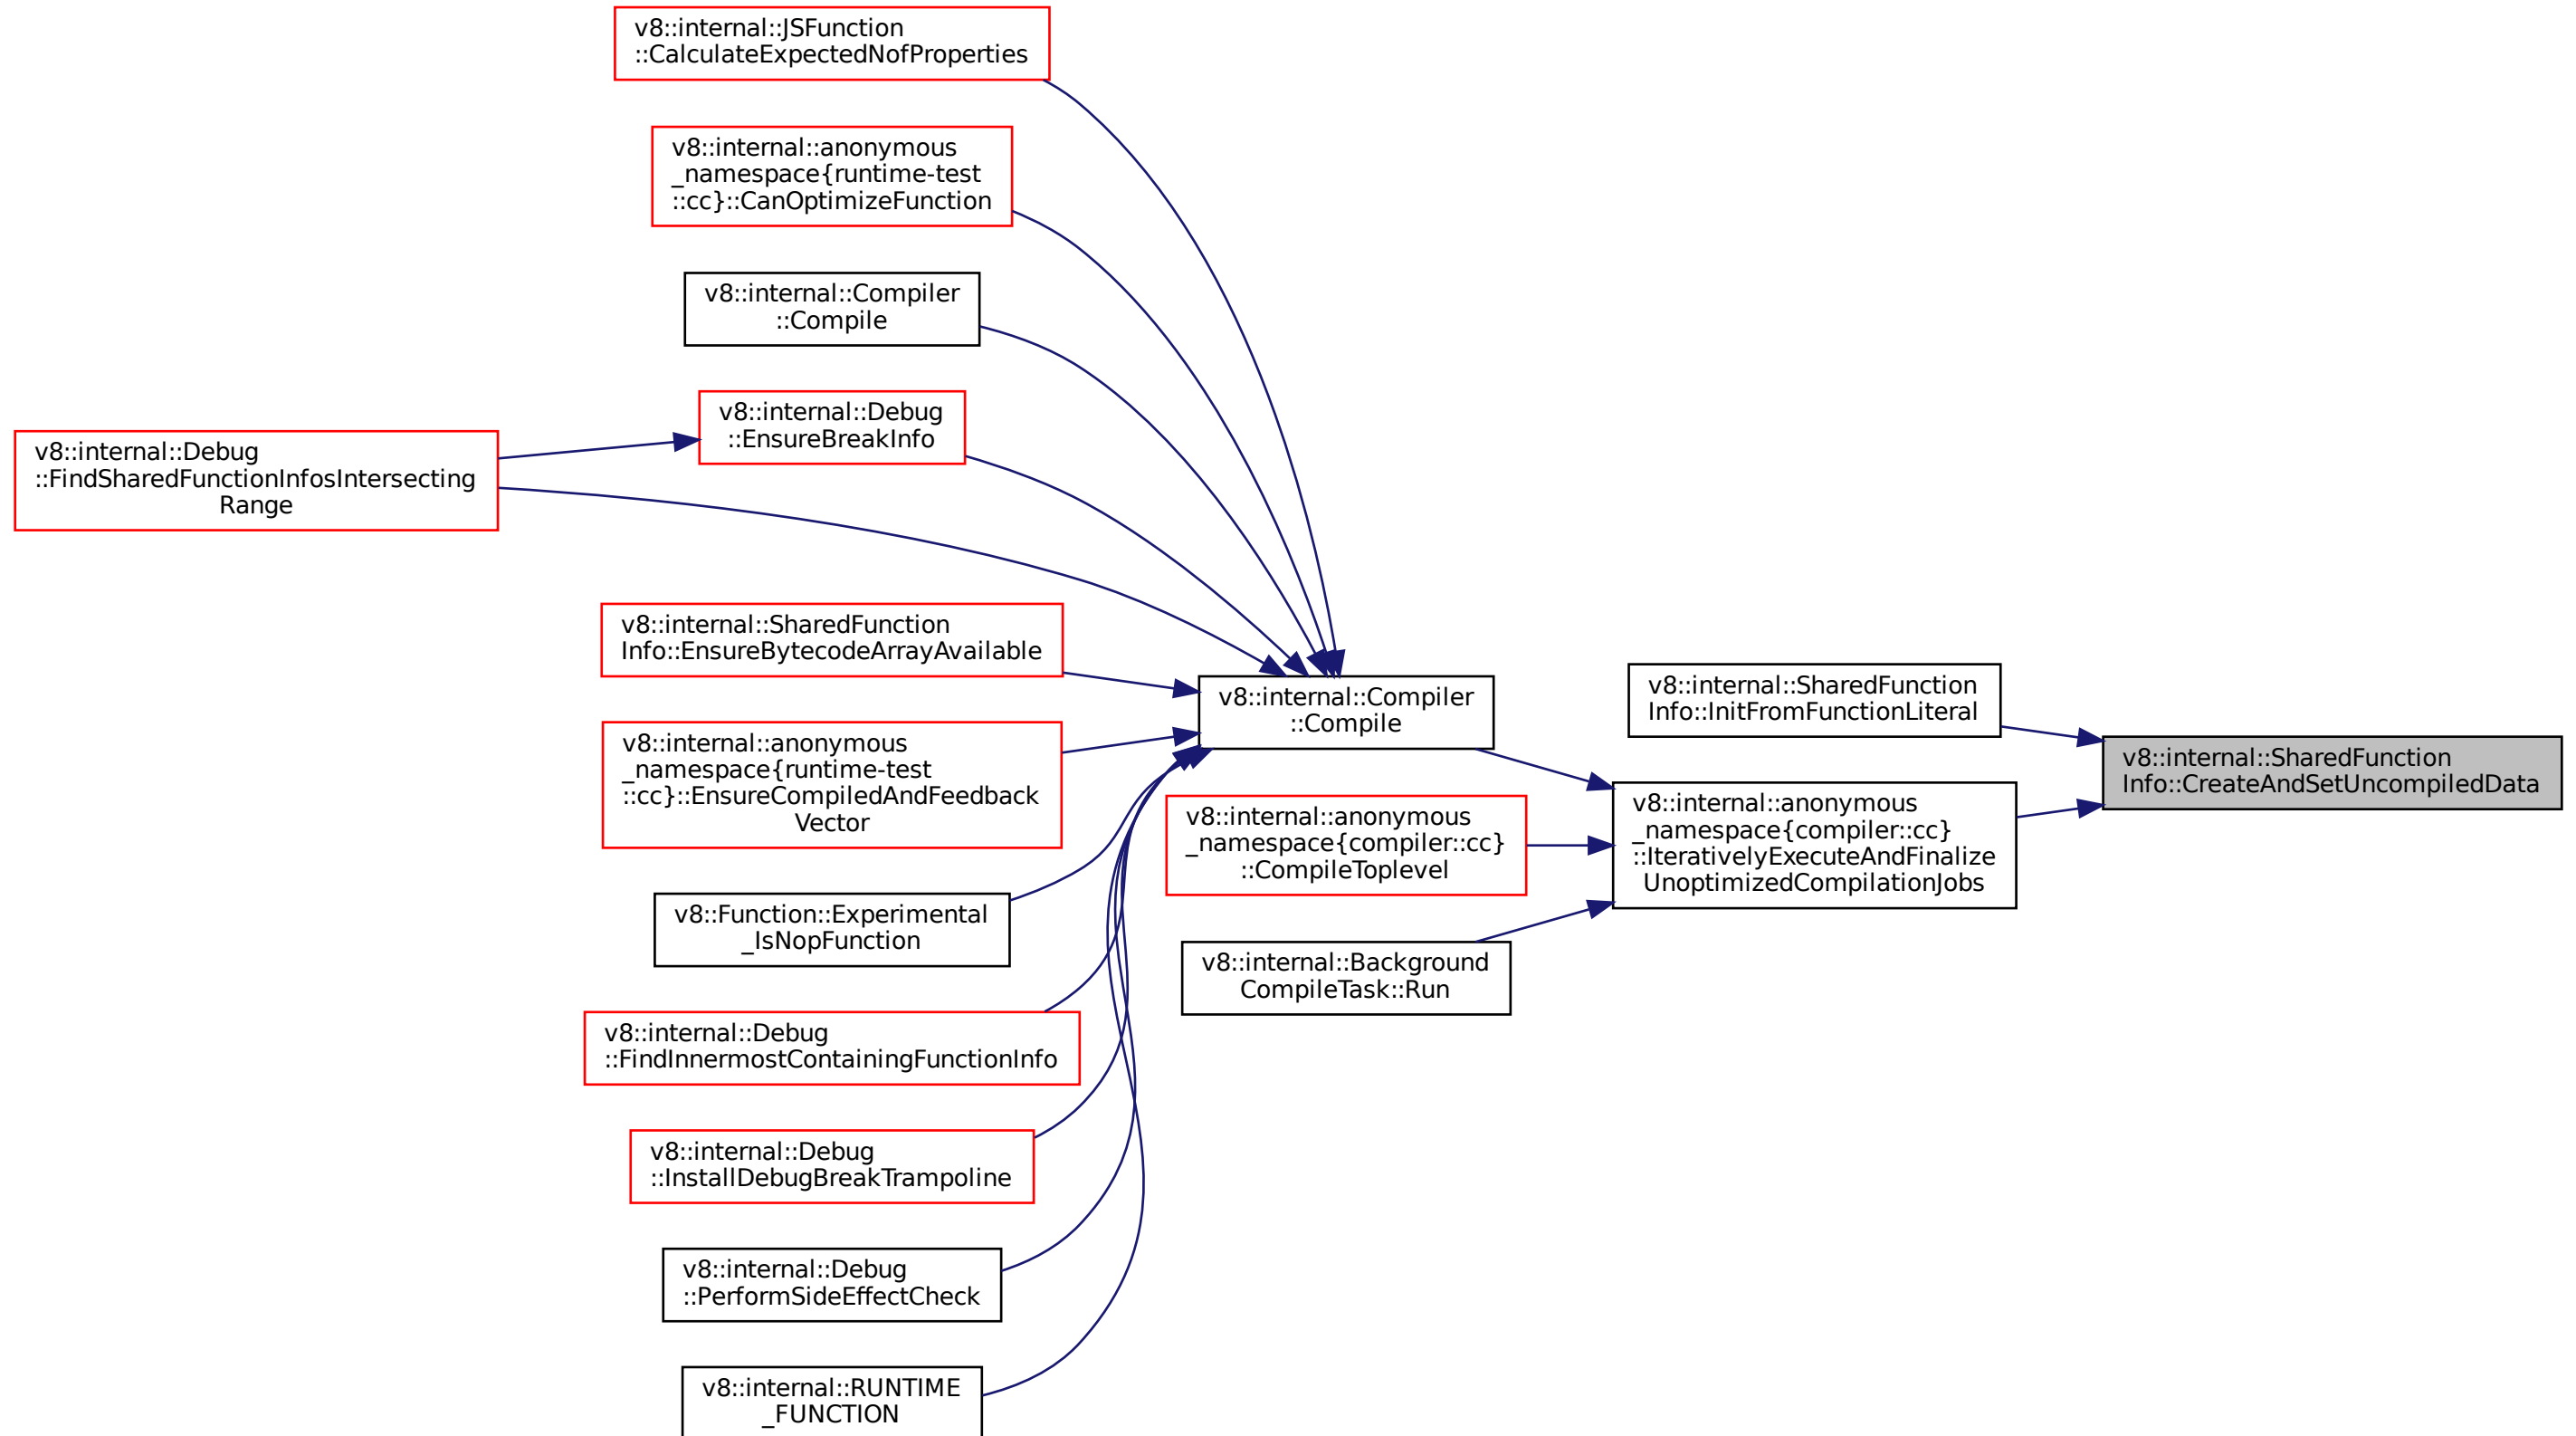 v8::internal::JSFunction
::CalculateExpectedNofProperties
v8::internal::anonymous
_namespace{runtime-test
::cc}::CanOptimizeFunction
v8::internal::Compiler
::Compile
v8::internal::Debug
::EnsureBreakInfo
v8::internal::Debug
::FindSharedFunctionInfosIntersecting
Range
v8::internal::SharedFunction
Info::EnsureBytecodeArrayAvailable
v8::internal::anonymous
_namespace{runtime-test
::cc}::EnsureCompiledAndFeedback
Vector
v8::Function::Experimental
_IsNopFunction
v8::internal::Debug
::FindInnermostContainingFunctionInfo
v8::internal::Debug
::InstallDebugBreakTrampoline
v8::internal::Debug
::PerformSideEffectCheck
v8::internal::RUNTIME
_FUNCTION
v8::internal::Compiler
::Compile
v8::internal::anonymous
_namespace{compiler::cc}
::CompileToplevel
v8::internal::Background
CompileTask::Run
v8::internal::SharedFunction
Info::InitFromFunctionLiteral
v8::internal::anonymous
_namespace{compiler::cc}
::IterativelyExecuteAndFinalize
UnoptimizedCompilationJobs
v8::internal::SharedFunction
Info::CreateAndSetUncompiledData